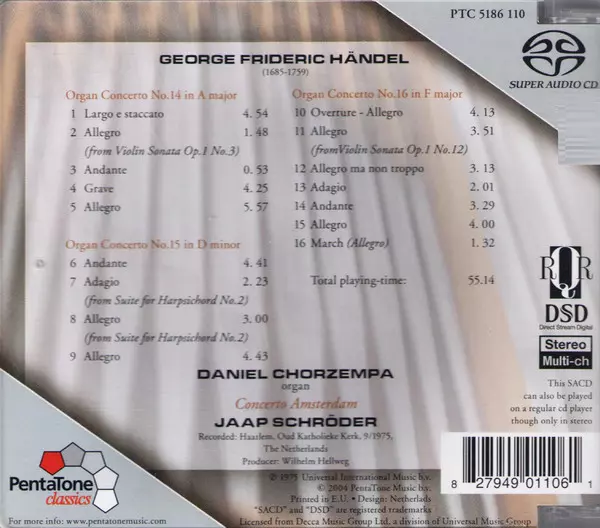 PTC 5186 110
SUPER AUDIO CD
GEORGE FRIDERIC HÄNDEL
(1685-1759)
Organ Concerto No.14 in A major
1 Largo e staccato 4. 54
2 Allegro 1. 48
(from Violin Sonata Op.1 No.3)
3 Andante 0. 53
4 Grave 4. 25
5 Allegro 5. 57
Organ Concerto No.15 in D minor
6 Andante 4. 41
7 Adagio 2. 23
(from Suite for Harpsichord No.2)
8 Allegro 3. 00
(from Suite for Harpsichord No.2)
9 Allegro 4. 43
Organ Concerto No.16 in F major
10 Overture - Allegro 4. 13
11 Allegro 3. 51
(fromViolin Sonata Op.1 No.12)
12 Allegro ma non troppo 3. 13
13 Adagio 2. 01
14 Andante 3. 29
15 Allegro 4. 00
16 March (Allegro) 1. 32
Total playing-time: 55.14
RQR
DSD
Direct Stream Digital
Stereo
Multi-ch
This SACD
can also be played
on a regular cd player
though only in stereo
DANIEL CHORZEMPA
organ
Concerto Amsterdam
JAAP SCHRÖDER
Recorded: Haarlem, Oud Katholieke Kerk, 9/1975,
The Netherlands
Producer: Wilhelm Hellweg
PentaTone
classics
For more info: www.pentatonemusic.com
℗ 1975 Universal International Music b.v.
© 2004 PentaTone Music b.v.
Printed in E.U. • Design: Netherlads
"SACD" and "DSD" are registered trademarks
Licensed from Decca Music Group Ltd, a division of Universal Music Group
8 27949 01106 1